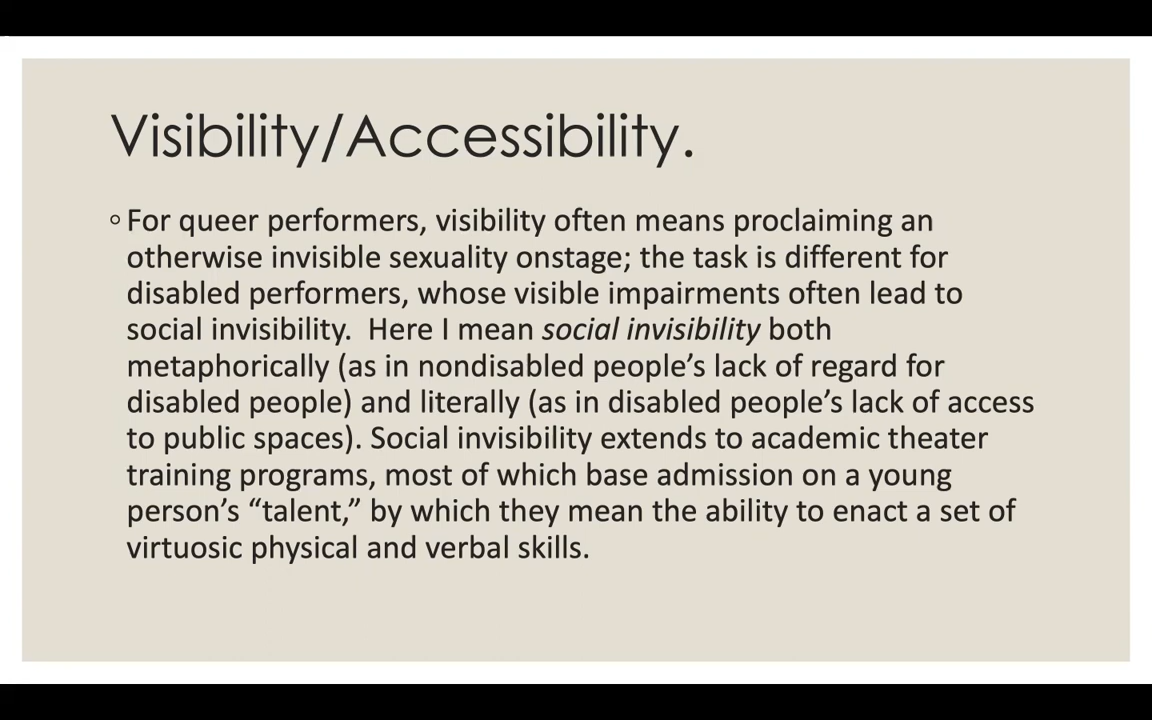 Visibility/Accessibility.
◦For queer performers, visibility often means proclaiming an
otherwise invisible sexuality onstage; the task is different for
disabled performers, whose visible impairments often lead to
social invisibility.  Here I mean social invisibility both
metaphorically (as in nondisabled people’s lack of regard for
disabled people) and literally (as in disabled people’s lack of access
to public spaces). Social invisibility extends to academic theater
training programs, most of which base admission on a young
person’s “talent,” by which they mean the ability to enact a set of
virtuosic physical and verbal skills.